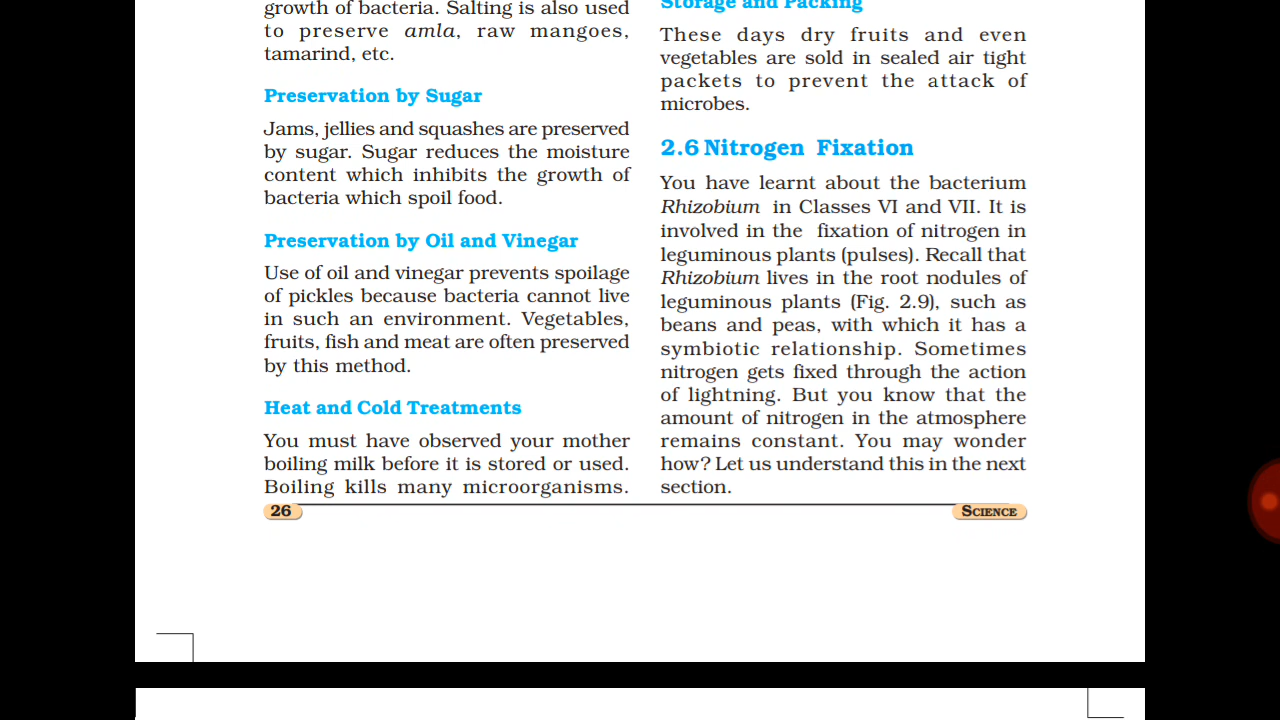 growth of bacteria. Salting is also used
to preserve amla, raw mangoes,
tamarind, etc.
Preservation by Sugar
Jams, jellies and squashes are preserved
by sugar. Sugar reduces the moisture
content which inhibits the growth of
bacteria which spoil food.
Preservation by Oil and Vinegar
Use of oil and vinegar prevents spoilage
of pickles because bacteria cannot live
in such an environment. Vegetables,
fruits, fish and meat are often preserved
by this method.
Heat and Cold Treatments
You must have observed your mother
boiling milk before it is stored or used.
Boiling kills many microorganisms.
Storage and Packing
These days dry fruits and even
vegetables are sold in sealed air tight
packets to prevent the attack of
microbes.
2.6 Nitrogen Fixation
You have learnt about the bacterium
Rhizobium in Classes VI and VII. It is
involved in the fixation of nitrogen in
leguminous plants (pulses). Recall that
Rhizobium lives in the root nodules of
leguminous plants (Fig. 2.9), such as
beans and peas, with which it has a
symbiotic relationship. Sometimes
nitrogen gets fixed through the action
of lightning. But you know that the
amount of nitrogen in the atmosphere
remains constant. You may wonder
how? Let us understand this in the next
section.
26
SCIENCE